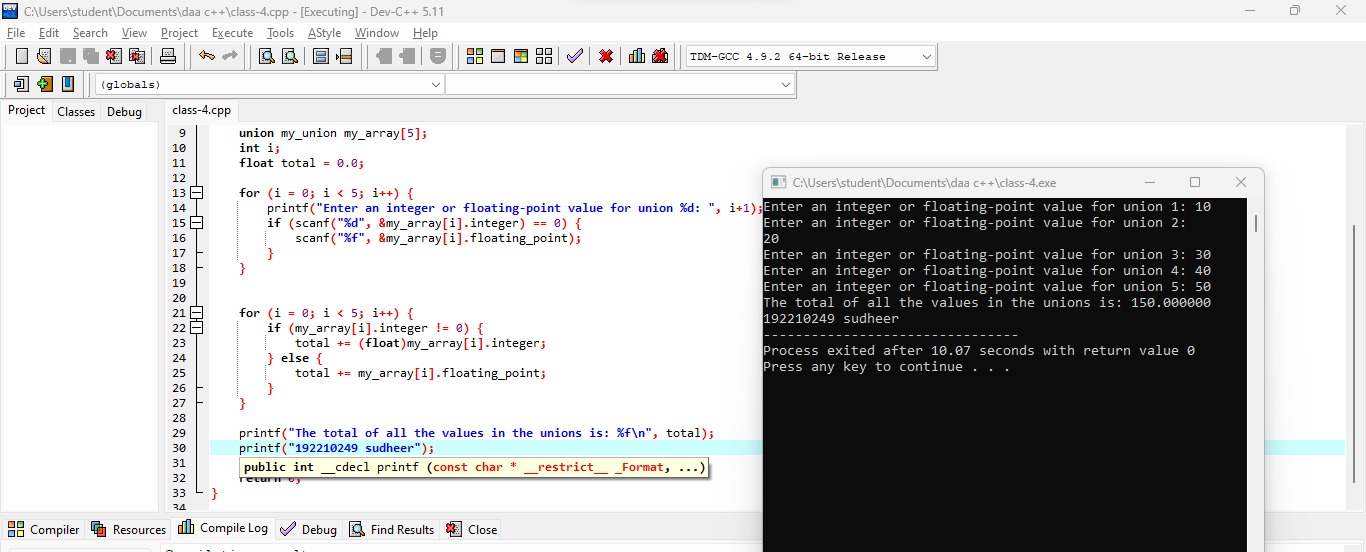 C:\Users\student\Documents\daa c++\class-4.cpp - [Executing] - Dev-C++ 5.11
File Edit Search View Project Execute Tools AStyle Window Help
TDM-GCC 4.9.2 64-bit Release
(globals)
Project Classes Debug
class-4.cpp
9 union my_union my_array[5];
10 int i;
11 float total = 0.0;
12
13 for (i = 0; i < 5; i++) {
14 printf("Enter an integer or floating-point value for union %d: ", i+1);
15 if (scanf("%d", &my_array[i].integer) == 0) {
16 scanf("%f", &my_array[i].floating_point);
17 }
18 }
19
20
21 for (i = 0; i < 5; i++) {
22 if (my_array[i].integer != 0) {
23 total += (float)my_array[i].integer;
24 } else {
25 total += my_array[i].floating_point;
26 }
27 }
28
29 printf("The total of all the values in the unions is: %f\n", total);
30 printf("192210249 sudheer");
31 public int __cdecl printf (const char * __restrict__ _Format, ...)
32
33 }
34
C:\Users\student\Documents\daa c++\class-4.exe
Enter an integer or floating-point value for union 1: 10
Enter an integer or floating-point value for union 2:
20
Enter an integer or floating-point value for union 3: 30
Enter an integer or floating-point value for union 4: 40
Enter an integer or floating-point value for union 5: 50
The total of all the values in the unions is: 150.000000
192210249 sudheer
--------------------------------
Process exited after 10.07 seconds with return value 0
Press any key to continue . . .
Compiler Resources Compile Log Debug Find Results Close